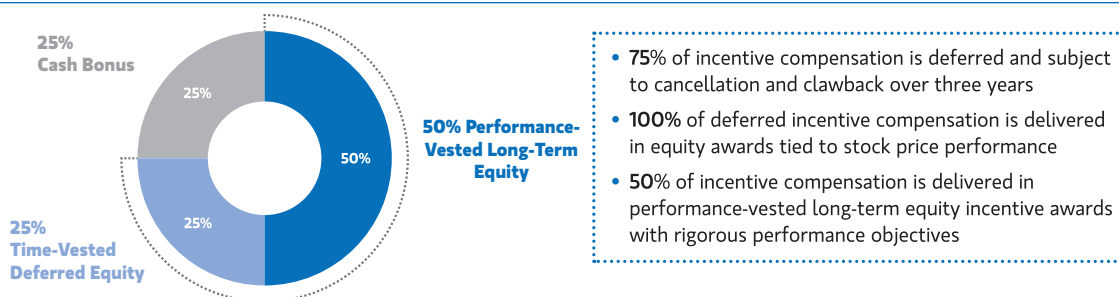 25%
Cash Bonus
25%
50%
25%
50% Performance-
Vested Long-Term
Equity
25%
Time-Vested
Deferred Equity
• 75% of incentive compensation is deferred and subject
to cancellation and clawback over three years
• 100% of deferred incentive compensation is delivered
in equity awards tied to stock price performance
• 50% of incentive compensation is delivered in
performance-vested long-term equity incentive awards
with rigorous performance objectives